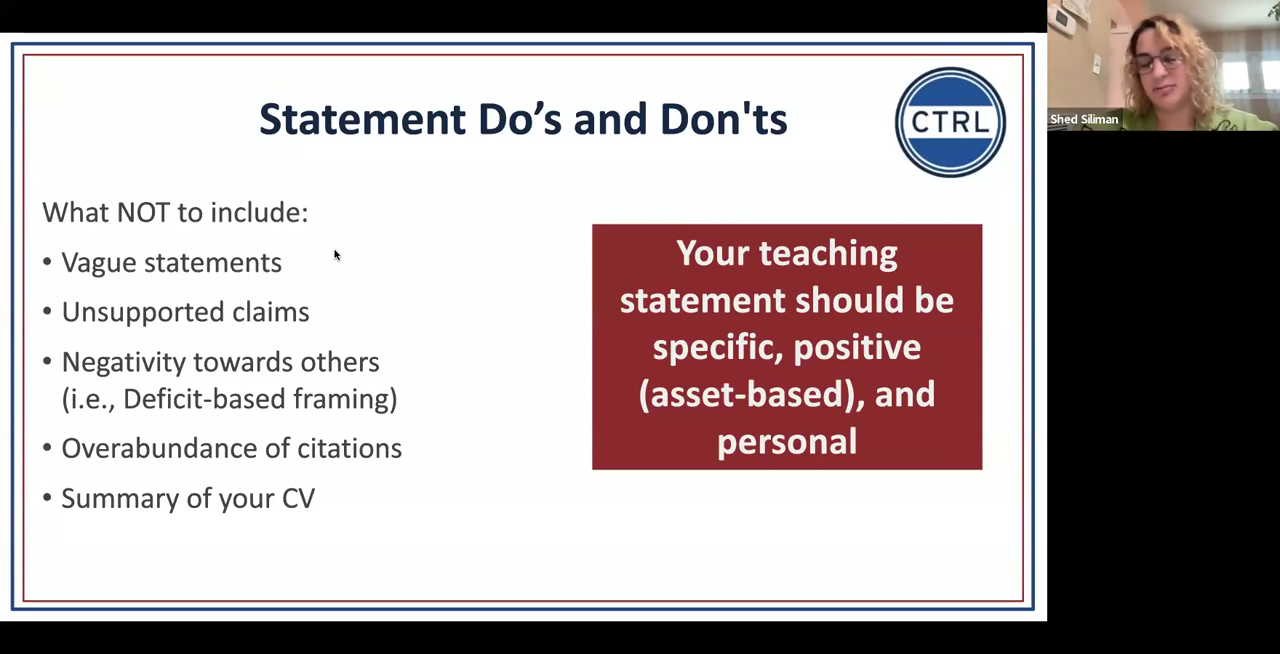 Statement Do’s and Don'ts
CTRL
What NOT to include:
• Vague statements
• Unsupported claims
• Negativity towards others
(i.e., Deficit-based framing)
• Overabundance of citations
• Summary of your CV
Your teaching
statement should be
specific, positive
(asset-based), and
personal
Shed Siliman